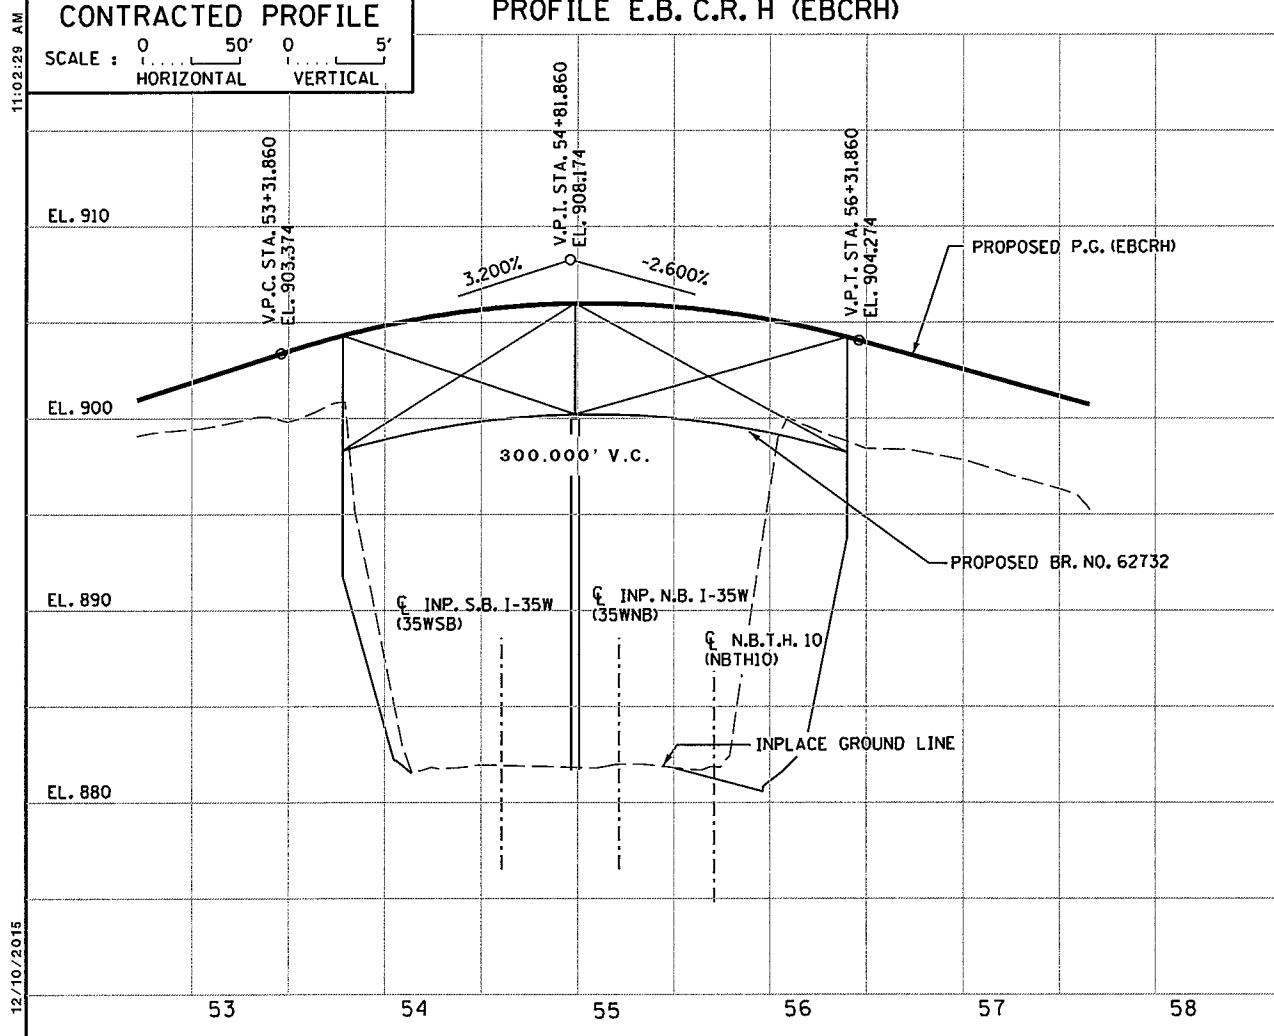 CONTRACTED PROFILE
SCALE :
0 50' 0 5'
HORIZONTAL VERTICAL
PROFILE E.B. C.R. H (EBCRH)
11:02:29 AM
12/10/2015
V.P.C. STA. 53+31.860
EL. 903.374
V.P.I. STA. 54+81.860
EL. 908.174
V.P.T. STA. 56+31.860
EL. 904.274
EL. 910
3.200%
-2.600%
PROPOSED P.G. (EBCRH)
EL. 900
300.000' V.C.
PROPOSED BR. NO. 62732
EL. 890
℄ INP. S.B. I-35W
(35WSB)
℄ INP. N.B. I-35W
(35WNB)
℄ N.B.T.H. 10
(NBTH10)
INPLACE GROUND LINE
EL. 880
53 54 55 56 57 58